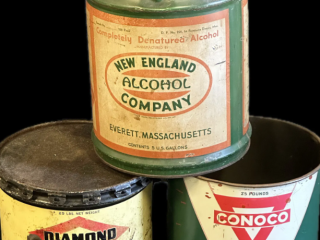 Completely Denatured Alcohol
NEW ENGLAND
ALCOHOL
COMPANY
EVERETT, MASSACHUSETTS
CONTENTS 5 U.S. GALLONS
DIAMOND
25 POUNDS
CONOCO